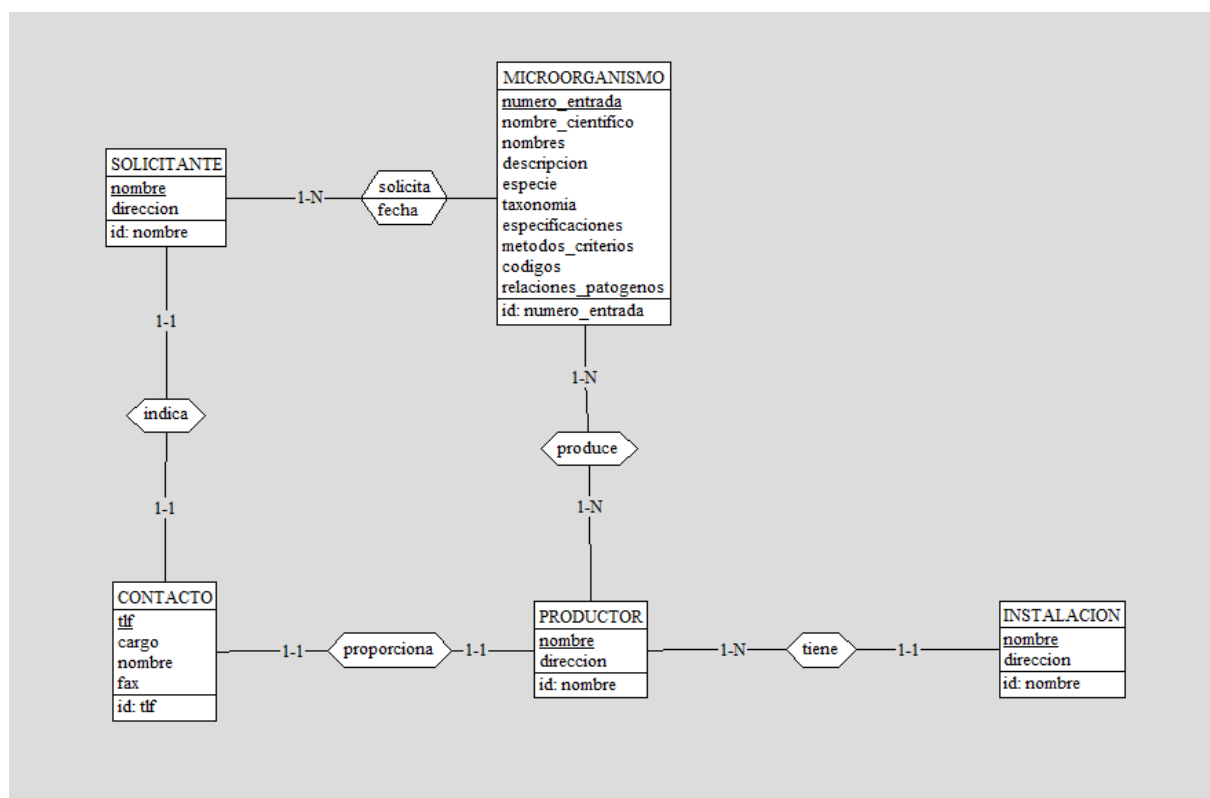 MICROORGANISMO
numero_entrada
nombre_cientifico
nombres
descripcion
especie
taxonomia
especificaciones
metodos_criterios
codigos
relaciones_patogenos
id: numero_entrada
SOLICITANTE
nombre
direccion
id: nombre
1-N
solicita
fecha
1-1
indica
1-1
1-N
produce
1-N
CONTACTO
tlf
cargo
nombre
fax
id: tlf
1-1
proporciona
1-1
PRODUCTOR
nombre
direccion
id: nombre
1-N
tiene
1-1
INSTALACION
nombre
direccion
id: nombre